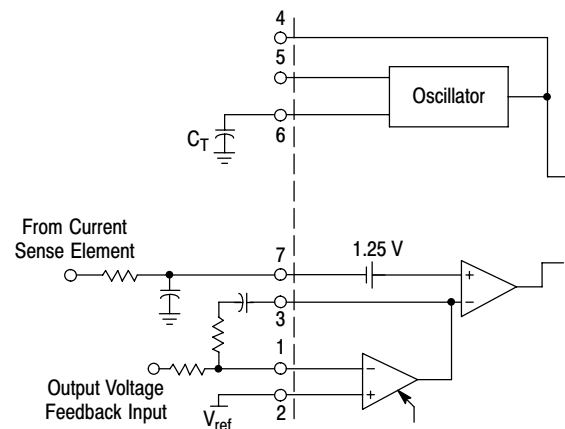 4
5
Oscillator
C_T
6
From Current
Sense Element
7
1.25 V
+
−
3
1
−
+
Output Voltage
Feedback Input
V_ref
2